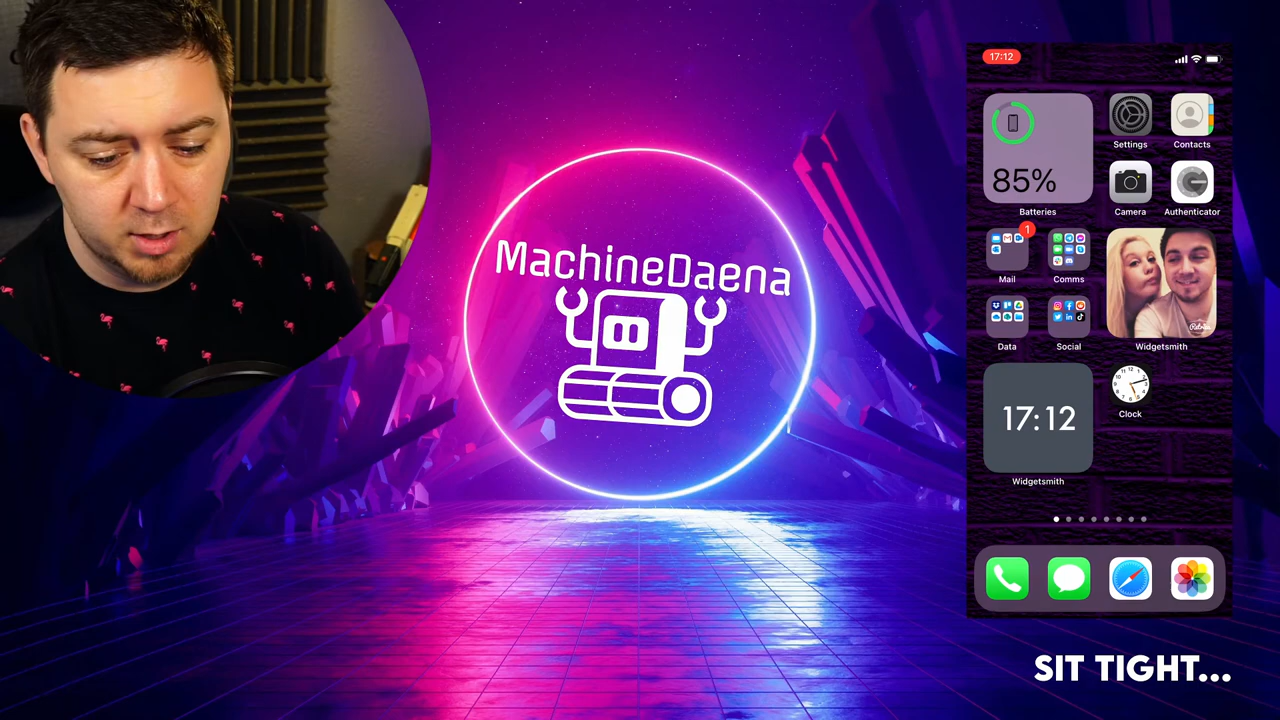 MachineDaena
17:12
85%
Batteries
Settings
Contacts
Camera
Authenticator
1
Mail
Comms
Data
Social
Widgetsmith
17:12
Widgetsmith
Clock
SIT TIGHT...